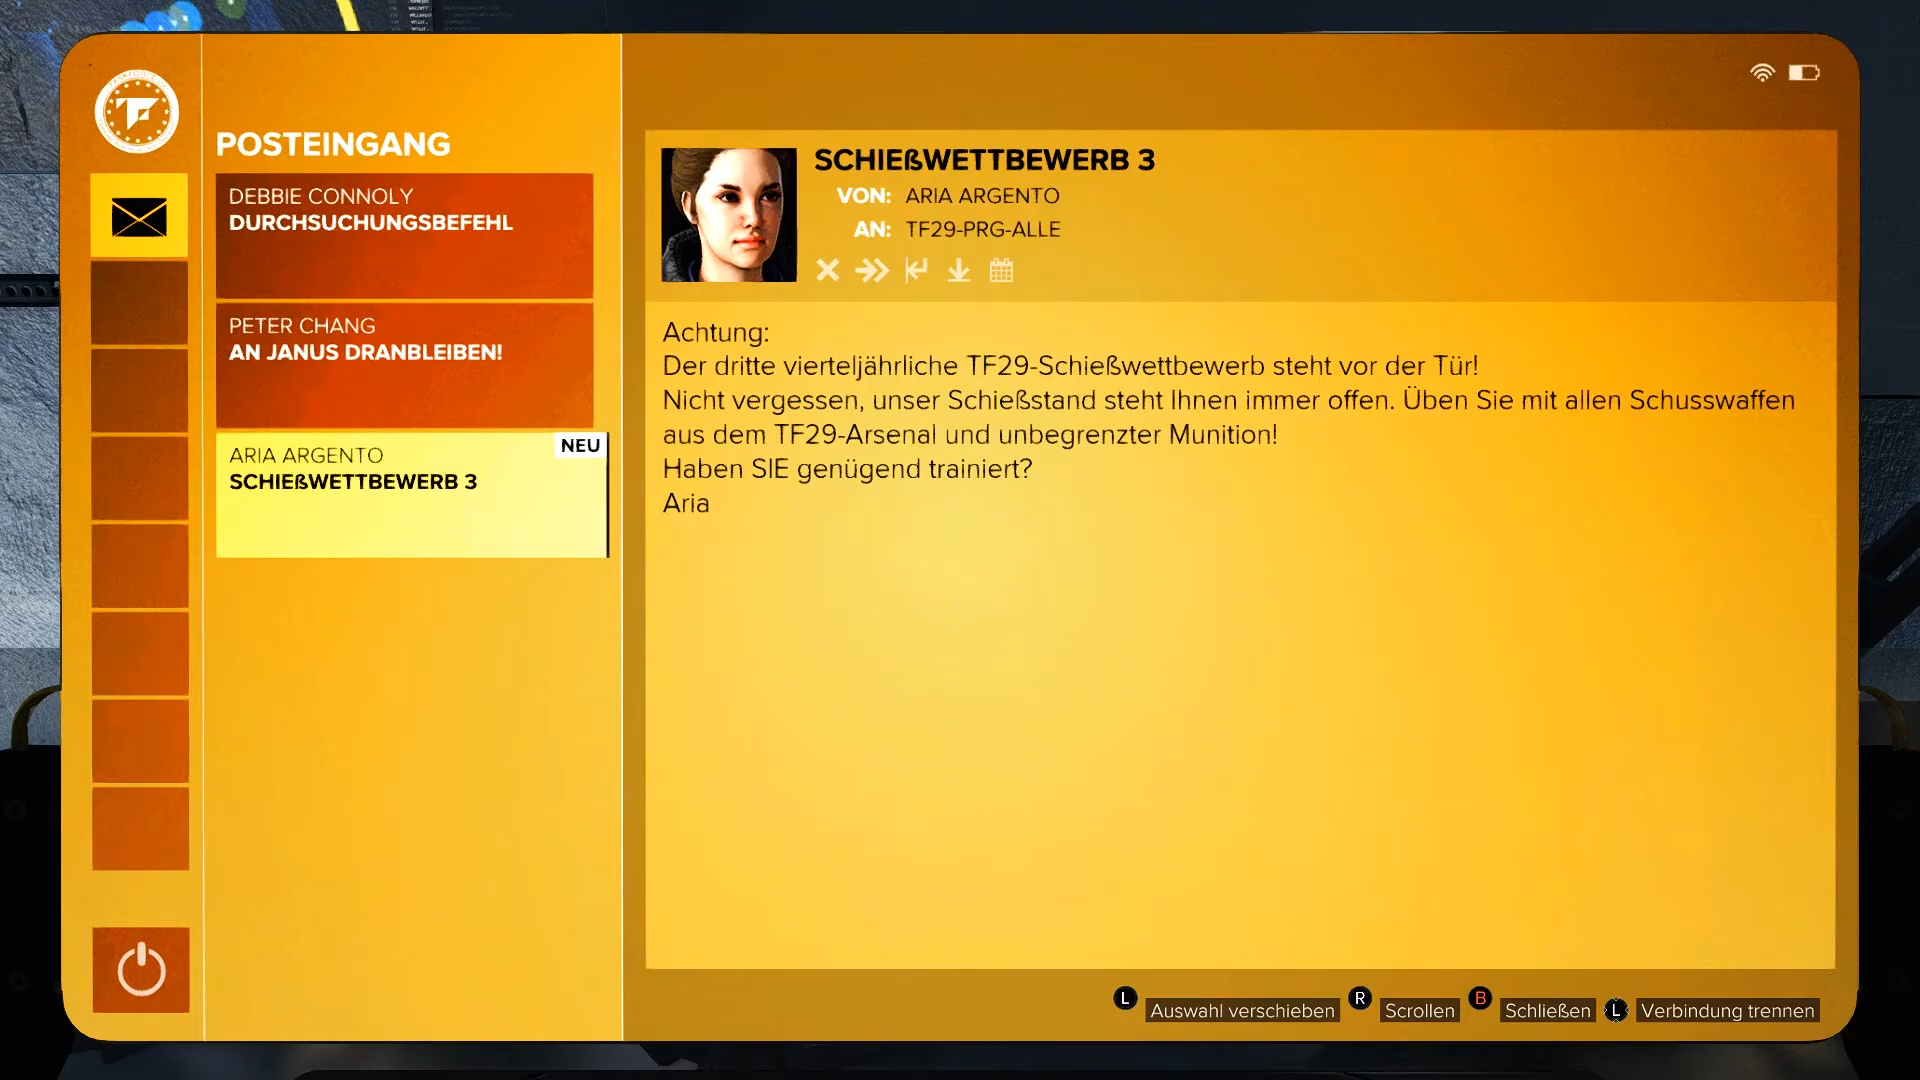 POSTEINGANG
DEBBIE CONNOLY
DURCHSUCHUNGSBEFEHL
PETER CHANG
AN JANUS DRANBLEIBEN!
NEU
ARIA ARGENTO
SCHIEßWETTBEWERB 3
SCHIEßWETTBEWERB 3
VON: ARIA ARGENTO
AN: TF29-PRG-ALLE
Achtung:
Der dritte vierteljährliche TF29-Schießwettbewerb steht vor der Tür!
Nicht vergessen, unser Schießstand steht Ihnen immer offen. Üben Sie mit allen Schusswaffen
aus dem TF29-Arsenal und unbegrenzter Munition!
Haben SIE genügend trainiert?
Aria
L Auswahl verschieben R Scrollen B Schließen L Verbindung trennen